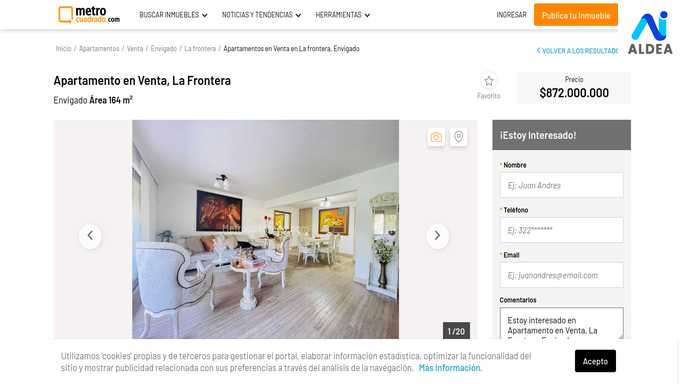 metro
cuadrado.com
BUSCAR INMUEBLES
NOTICIAS Y TENDENCIAS
HERRAMIENTAS
INGRESAR
Publica tu Inmueble
ALDEA
Inicio / Apartamentos / Venta / Envigado / La frontera / Apartamentos en Venta en La frontera, Envigado
VOLVER A LOS RESULTAD
Apartamento en Venta, La Frontera
Envigado Área 164 m²
Favorito
Precio
$872.000.000
1 / 20
¡Estoy Interesado!
* Nombre
Ej: Juan Andres
* Teléfono
Ej: 322*******
* Email
Ej: juanandres@email.com
Comentarios
Estoy interesado en
Apartamento en Venta, La
Utilizamos 'cookies' propias y de terceros para gestionar el portal, elaborar información estadística, optimizar la funcionalidad del
sitio y mostrar publicidad relacionada con sus preferencias a través del análisis de la navegación. Más información.
Acepto